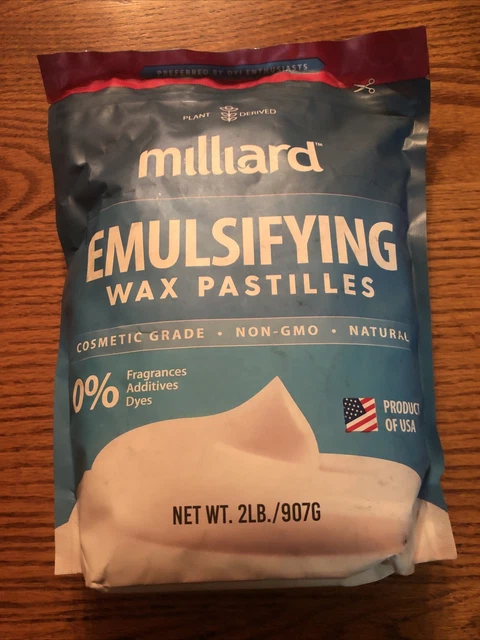 PREFERRED BY DIY ENTHUSIASTS
PLANT DERIVED
milliard™
EMULSIFYING
WAX PASTILLES
COSMETIC GRADE • NON-GMO • NATURAL
0% Fragrances
Additives
Dyes
PRODUCT
OF USA
NET WT. 2LB./907G